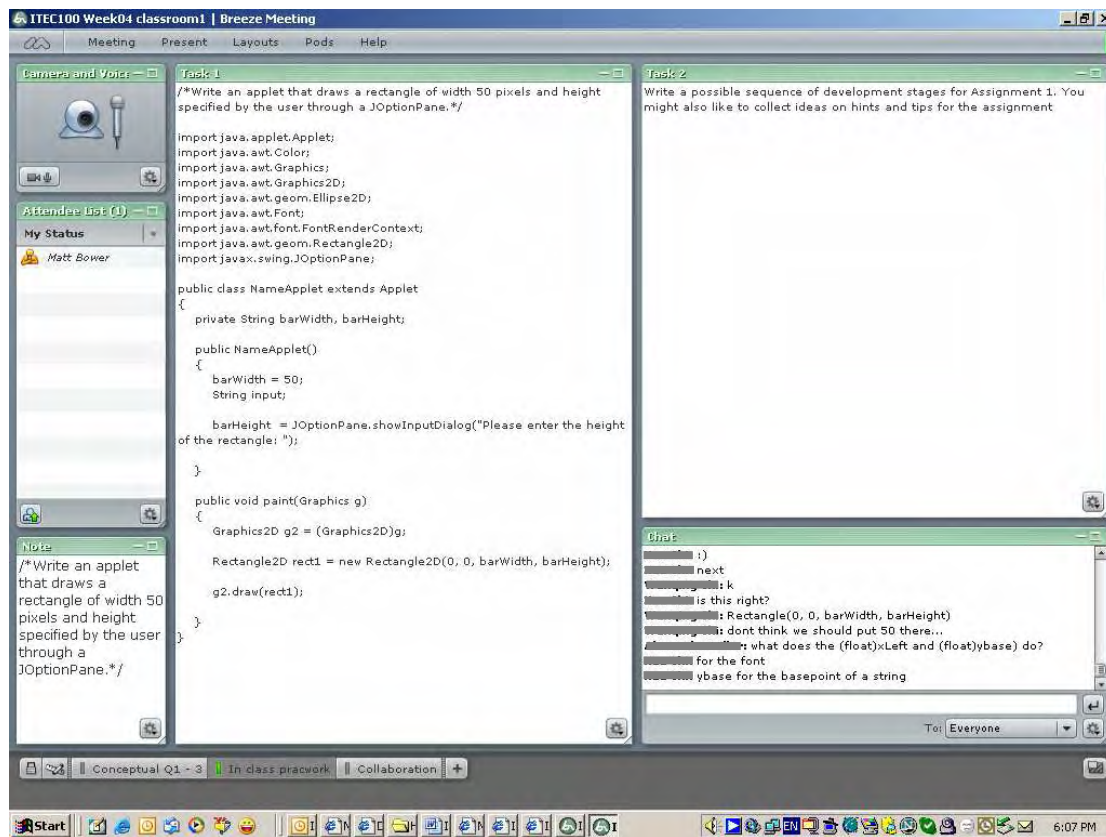 ITEC100 Week04 classroom1 | Breeze Meeting
Meeting Present Layouts Pods Help
Camera and Voice
Attendee List (1)
My Status
Matt Bower
Note
/*Write an applet
that draws a
rectangle of width 50
pixels and height
specified by the user
through a
JOptionPane.*/
Task 1
/*Write an applet that draws a rectangle of width 50 pixels and height
specified by the user through a JOptionPane.*/
import java.applet.Applet;
import java.awt.Color;
import java.awt.Graphics;
import java.awt.Graphics2D;
import java.awt.geom.Ellipse2D;
import java.awt.Font;
import java.awt.font.FontRenderContext;
import java.awt.geom.Rectangle2D;
import javax.swing.JOptionPane;
public class NameApplet extends Applet
{
private String barWidth, barHeight;
public NameApplet()
{
barWidth = 50;
String input;
barHeight = JOptionPane.showInputDialog("Please enter the height
of the rectangle: ");
}
public void paint(Graphics g)
{
Graphics2D g2 = (Graphics2D)g;
Rectangle2D rect1 = new Rectangle2D(0, 0, barWidth, barHeight);
g2.draw(rect1);
}
}
Task 2
Write a possible sequence of development stages for Assignment 1. You
might also like to collect ideas on hints and tips for the assignment
Chat
:)
next
: k
is this right?
: Rectangle(0, 0, barWidth, barHeight)
: dont think we should put 50 there...
: what does the (float)xLeft and (float)ybase) do?
for the font
ybase for the basepoint of a string
To: Everyone
Conceptual Q1 - 3 In class pracwork Collaboration +
Start EN 6:07 PM